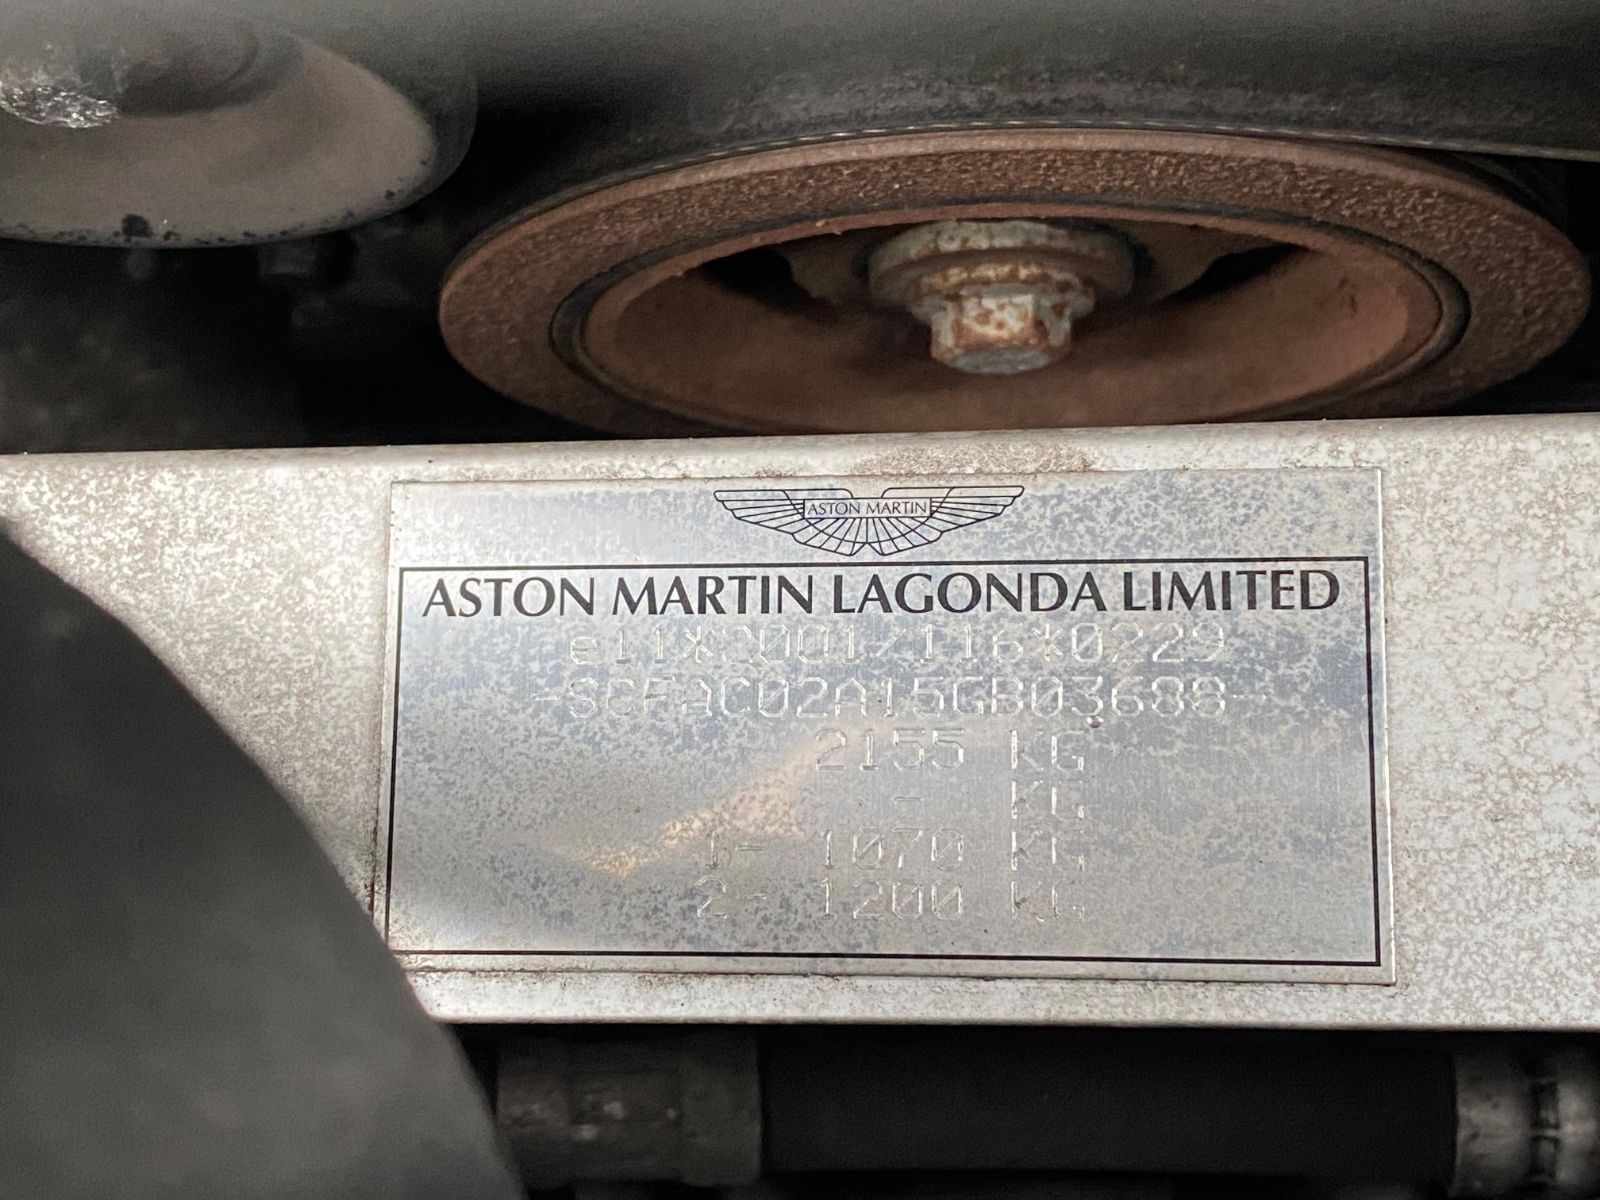 ASTON MARTIN
ASTON MARTIN LAGONDA LIMITED
e11*2001/116*0229
-SCFAC02A15GB03688-
2155 KG
- KG
1- 1070 KG
2- 1200 KG